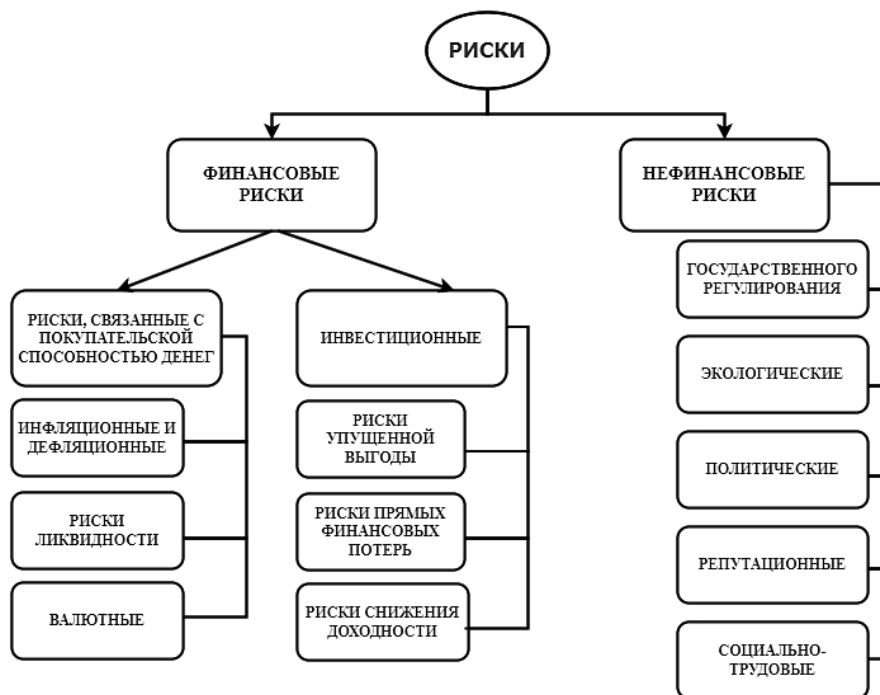 РИСКИ
ФИНАНСОВЫЕ
РИСКИ
НЕФИНАНСОВЫЕ
РИСКИ
РИСКИ, СВЯЗАННЫЕ С
ПОКУПАТЕЛЬСКОЙ
СПОСОБНОСТЬЮ ДЕНЕГ
ИНФЛЯЦИОННЫЕ И
ДЕФЛЯЦИОННЫЕ
РИСКИ
ЛИКВИДНОСТИ
ВАЛЮТНЫЕ
ИНВЕСТИЦИОННЫЕ
РИСКИ
УПУЩЕННОЙ
ВЫГОДЫ
РИСКИ ПРЯМЫХ
ФИНАНСОВЫХ
ПОТЕРЬ
РИСКИ СНИЖЕНИЯ
ДОХОДНОСТИ
ГОСУДАРСТВЕННОГО
РЕГУЛИРОВАНИЯ
ЭКОЛОГИЧЕСКИЕ
ПОЛИТИЧЕСКИЕ
РЕПУТАЦИОННЫЕ
СОЦИАЛЬНО-
ТРУДОВЫЕ